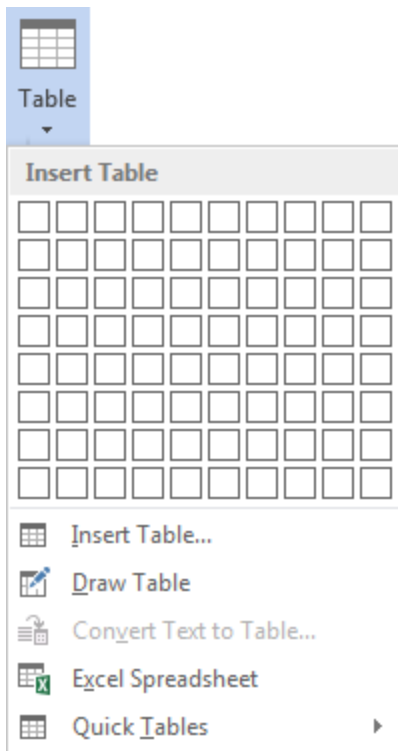 Table
Insert Table
Insert Table...
Draw Table
Convert Text to Table...
Excel Spreadsheet
Quick Tables